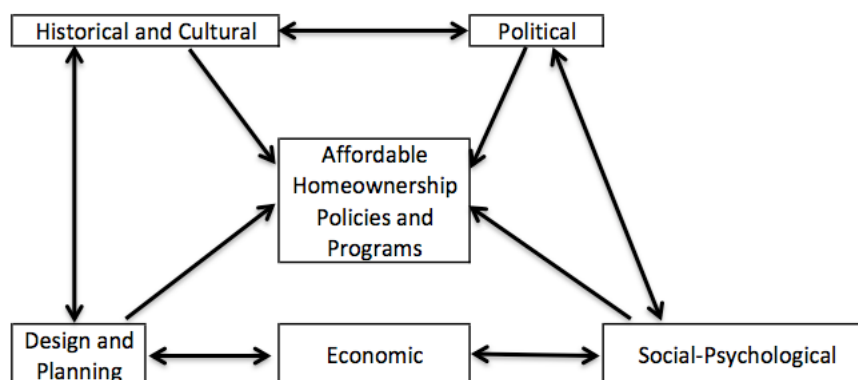 Historical and Cultural
Political
Affordable
Homeownership
Policies and
Programs
Design and
Planning
Economic
Social-Psychological